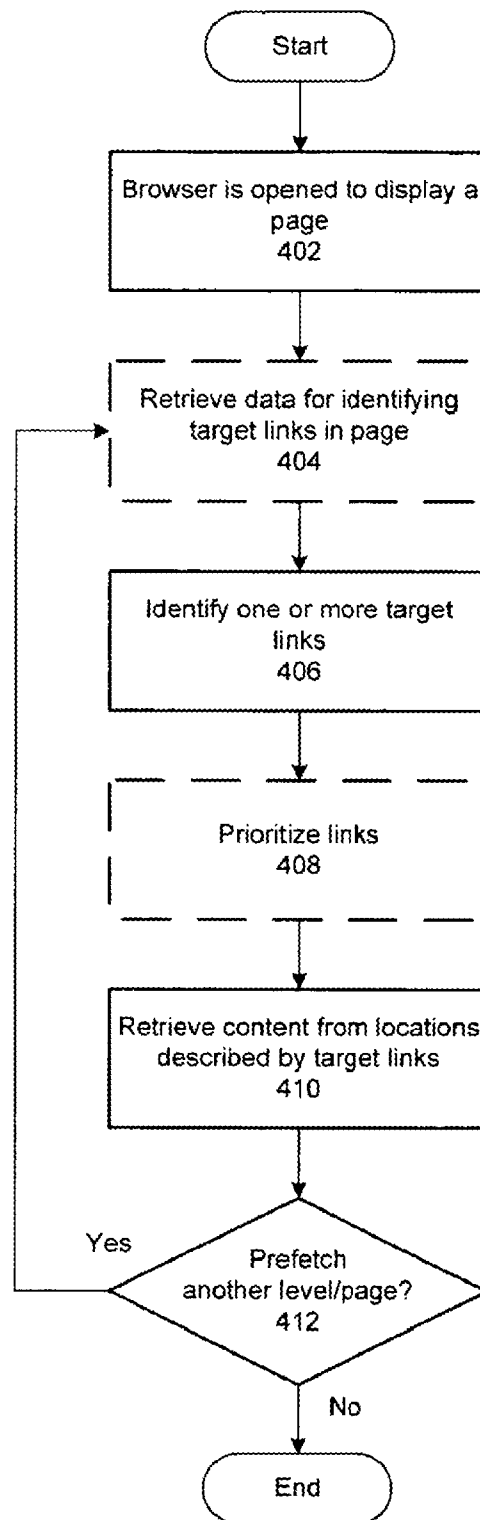 Start
Browser is opened to display a
page
402
Retrieve data for identifying
target links in page
404
Identify one or more target
links
406
Prioritize links
408
Retrieve content from locations
described by target links
410
Yes
Prefetch
another level/page?
412
No
End